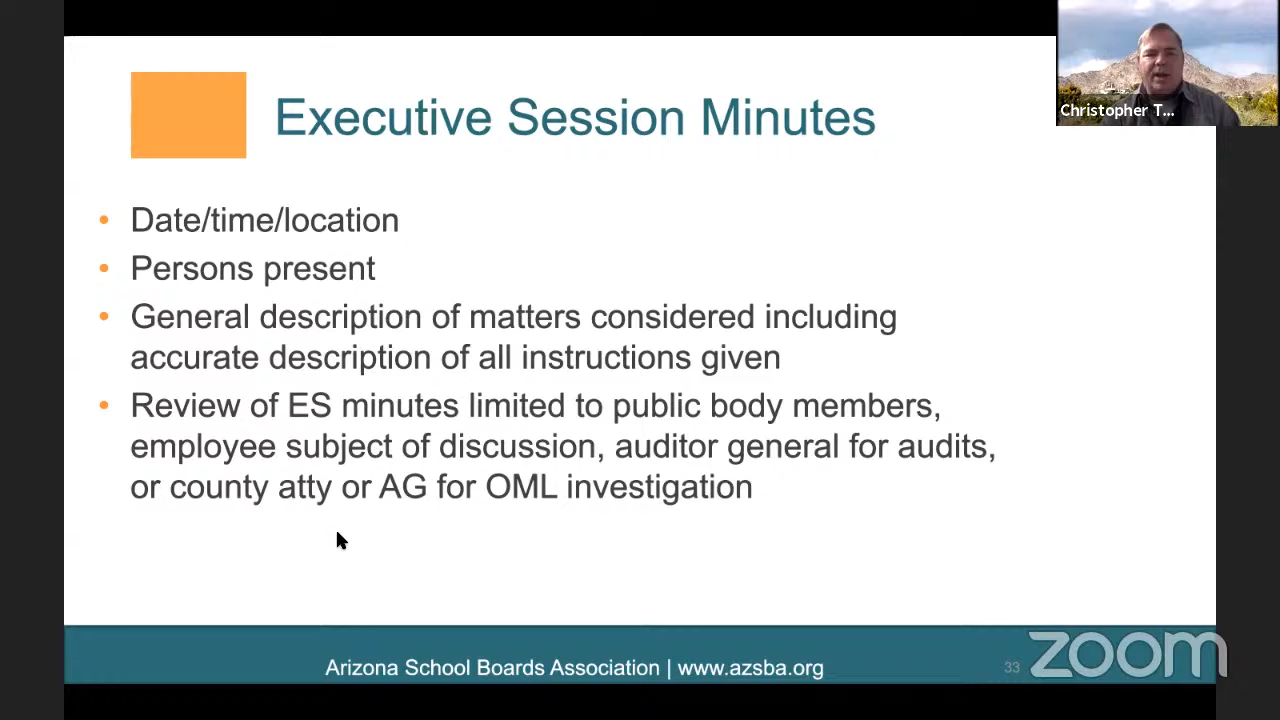 Executive Session Minutes
Christopher T...
• Date/time/location
• Persons present
• General description of matters considered including
accurate description of all instructions given
• Review of ES minutes limited to public body members,
employee subject of discussion, auditor general for audits,
or county atty or AG for OML investigation
Arizona School Boards Association | www.azsba.org
33
zoom